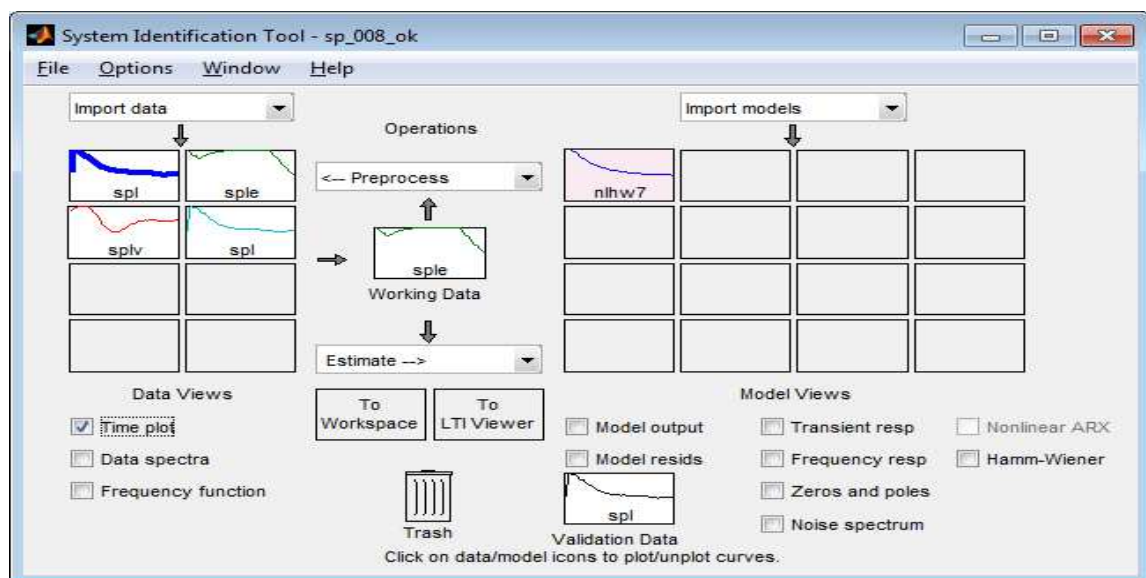 System Identification Tool - sp_008_ok
File Options Window Help
Import data
Operations
Import models
<-- Preprocess
spl
sple
nlhw7
splv
spl
sple
Working Data
Estimate -->
Data Views
To Workspace
To LTI Viewer
Model Views
Time plot
Model output
Transient resp
Nonlinear ARX
Data spectra
Model resids
Frequency resp
Hamm-Wiener
Frequency function
Zeros and poles
spl
Noise spectrum
Trash
Validation Data
Click on data/model icons to plot/unplot curves.